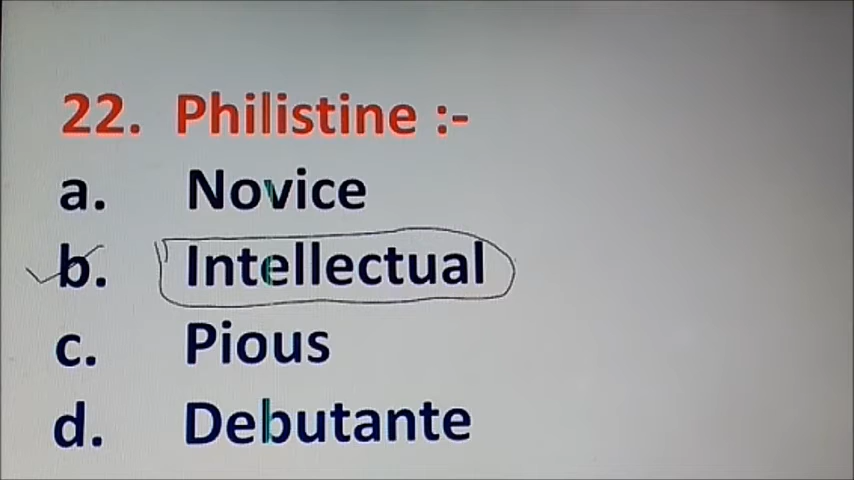 22. Philistine :-
a. Novice
b. Intellectual
c. Pious
d. Debutante